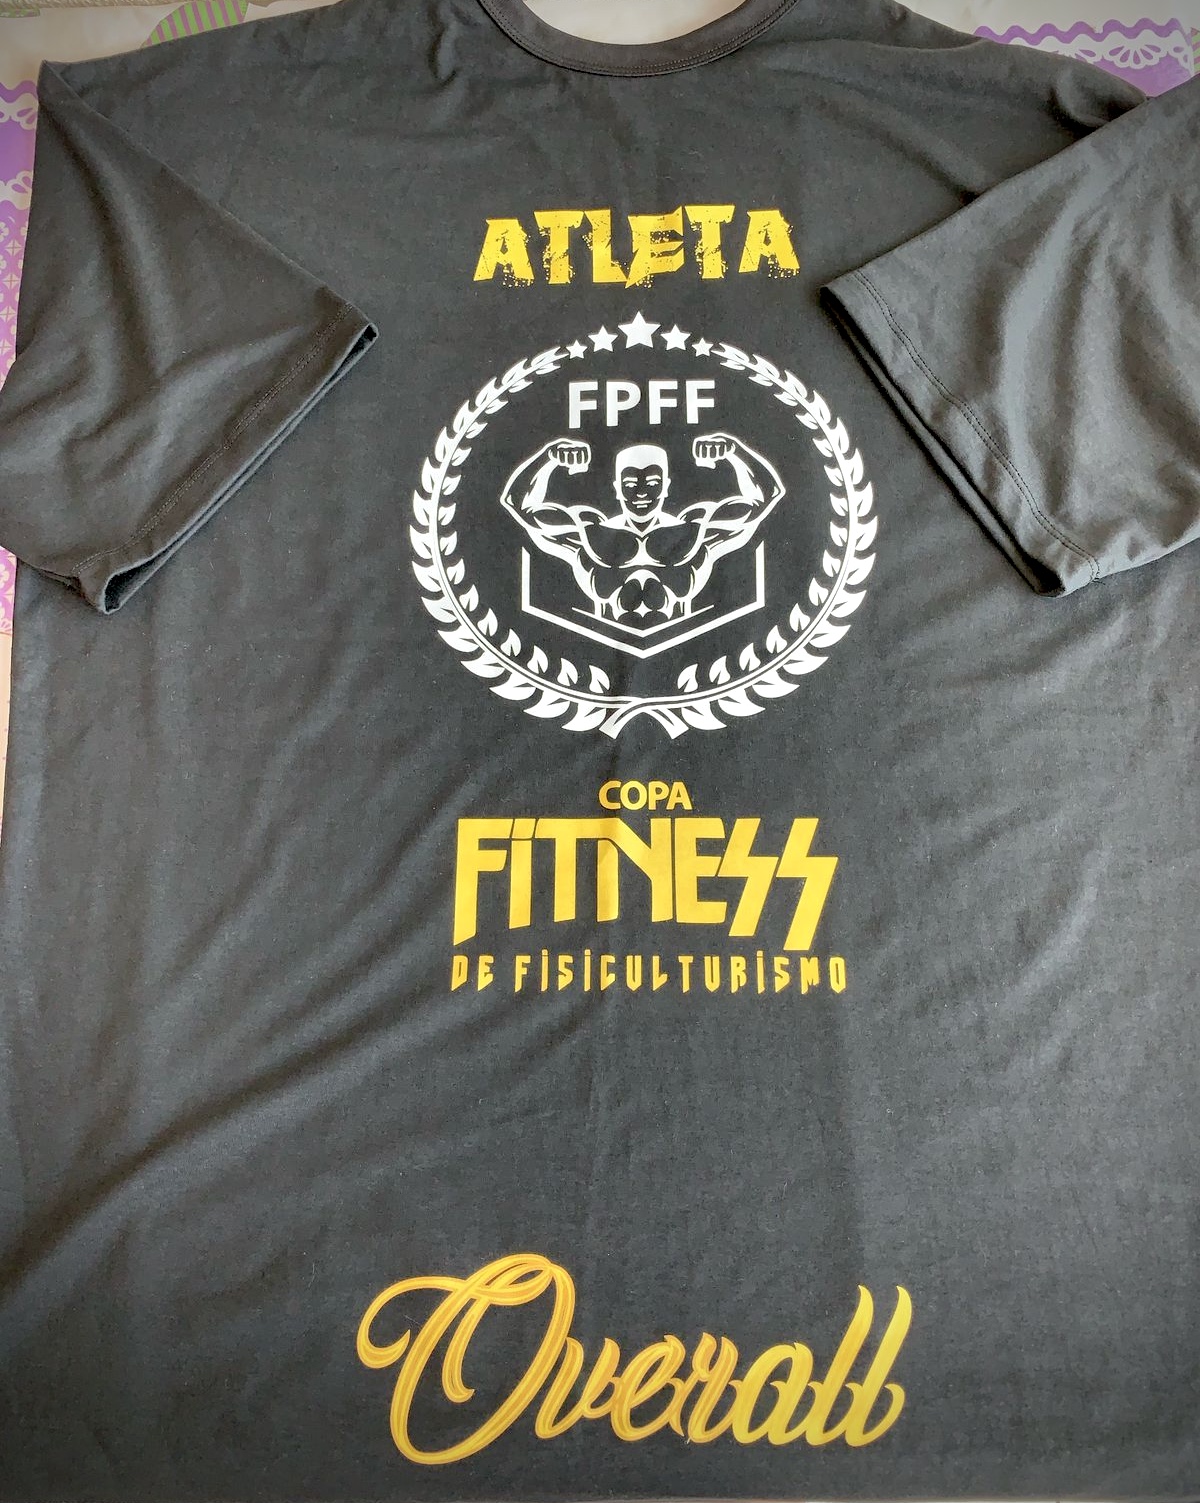 ATLETA
FPFF
COPA
FiTNESS
DE FiSiCULTURiSMO
Overall